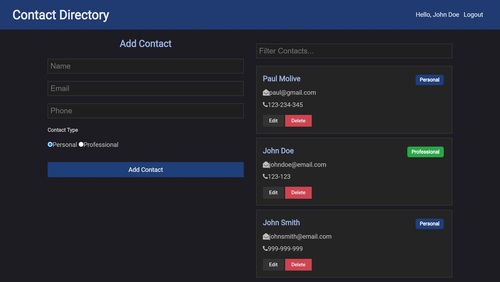 Contact Directory
Hello, John Doe Logout
Add Contact
Name
Email
Phone
Contact Type
Personal Professional
Add Contact
Filter Contacts...
Paul Molive Personal
paul@gmail.com
123-234-345
Edit Delete
John Doe Professional
johndoe@email.com
123-123
Edit Delete
John Smith Personal
johnsmith@email.com
999-999-999
Edit Delete